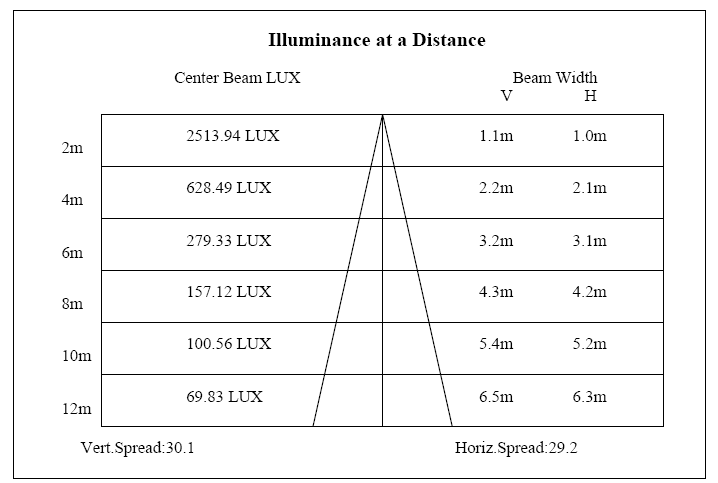 Illuminance at a Distance
Center Beam LUX Beam Width
V H
2513.94 LUX 1.1m 1.0m
2m
628.49 LUX 2.2m 2.1m
4m
279.33 LUX 3.2m 3.1m
6m
157.12 LUX 4.3m 4.2m
8m
100.56 LUX 5.4m 5.2m
10m
69.83 LUX 6.5m 6.3m
12m
Vert.Spread:30.1 Horiz.Spread:29.2